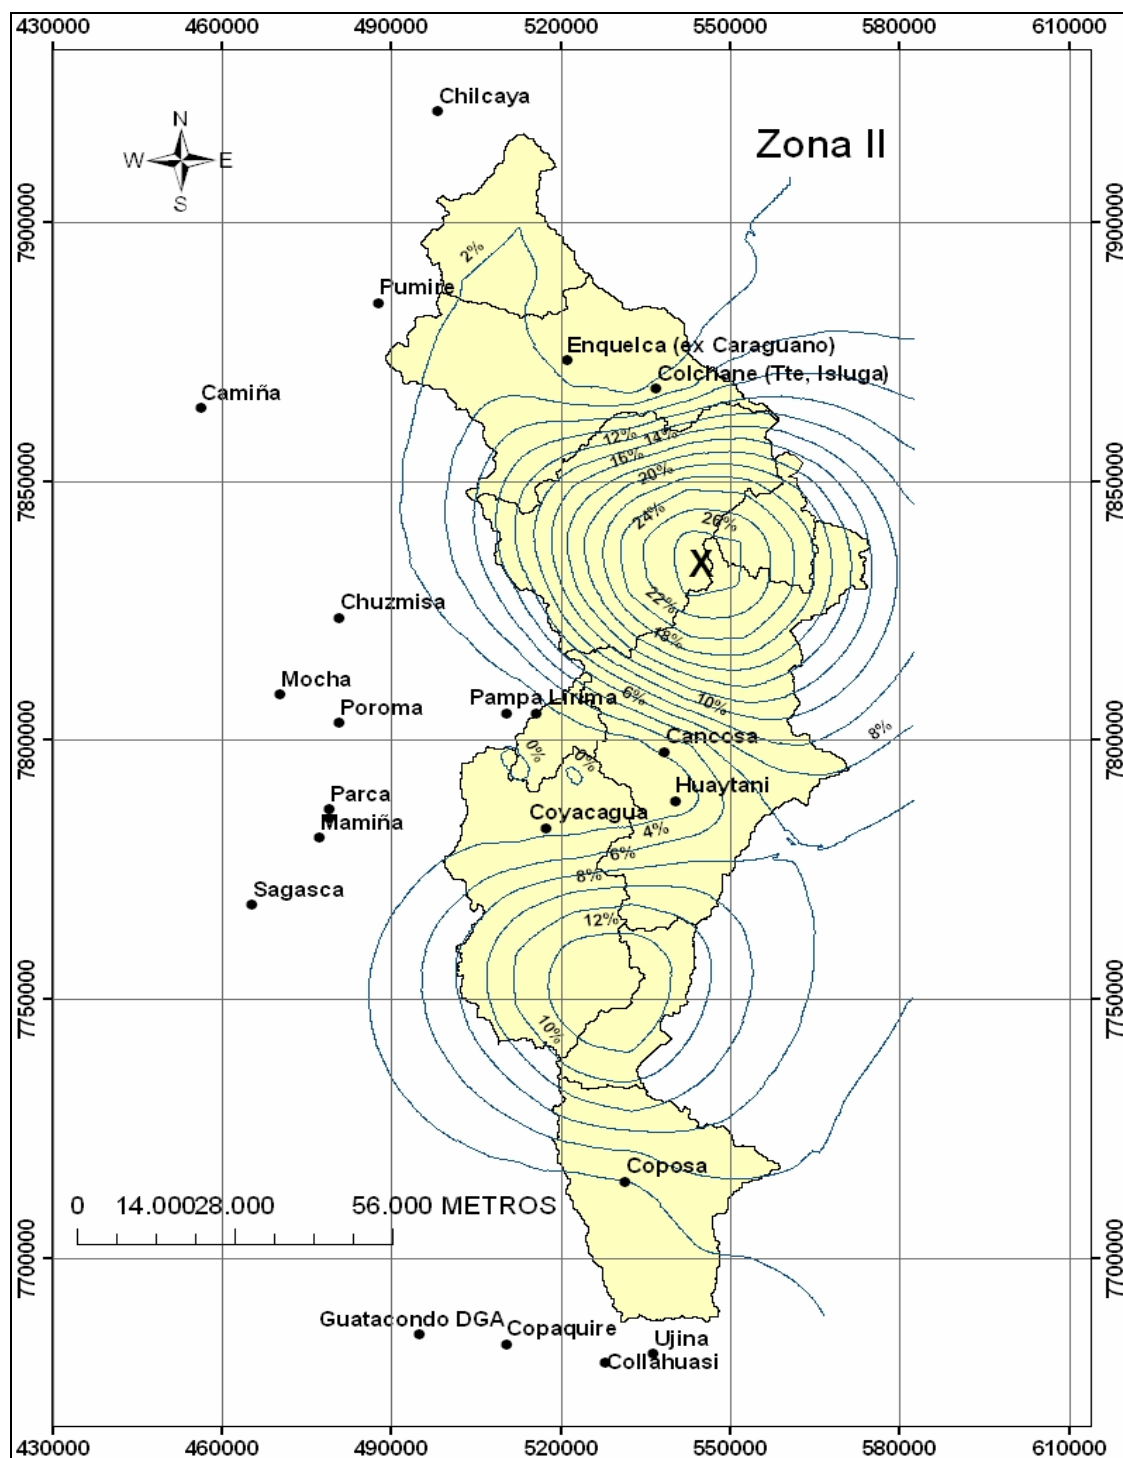 430000 460000 490000 520000 550000 580000 610000
Chilcaya
Zona II
N
W E
S
7900000 7900000
2%
Pumire
Enquelca (ex Caraguano)
Colchane (Tte, Isluga)
Camiña
12% 14%
16%
20%
7850000 7850000
24% 26%
X
22%
Chuzmisa
18%
Mocha
6%
Pampa Lirima
10%
Poroma
8%
Cancosa
7800000 7800000
0% 0%
Huaytani
Parca
Coyacagua
Mamiña
4%
6%
8%
Sagasca
12%
7750000 7750000
10%
Coposa
0 14.00028.000 56.000 METROS
7700000 7700000
Guatacondo DGA
Copaquire
Ujina
Collahuasi
430000 460000 490000 520000 550000 580000 610000